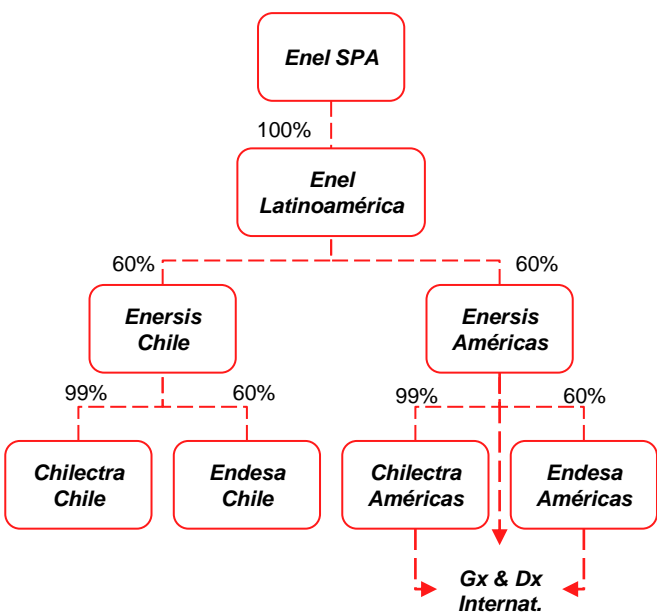 Enel SPA
100%
Enel
Latinoamérica
60%
60%
Enersis
Chile
Enersis
Américas
99%
60%
99%
60%
Chilectra
Chile
Endesa
Chile
Chilectra
Américas
Endesa
Américas
Gx & Dx
Internat.